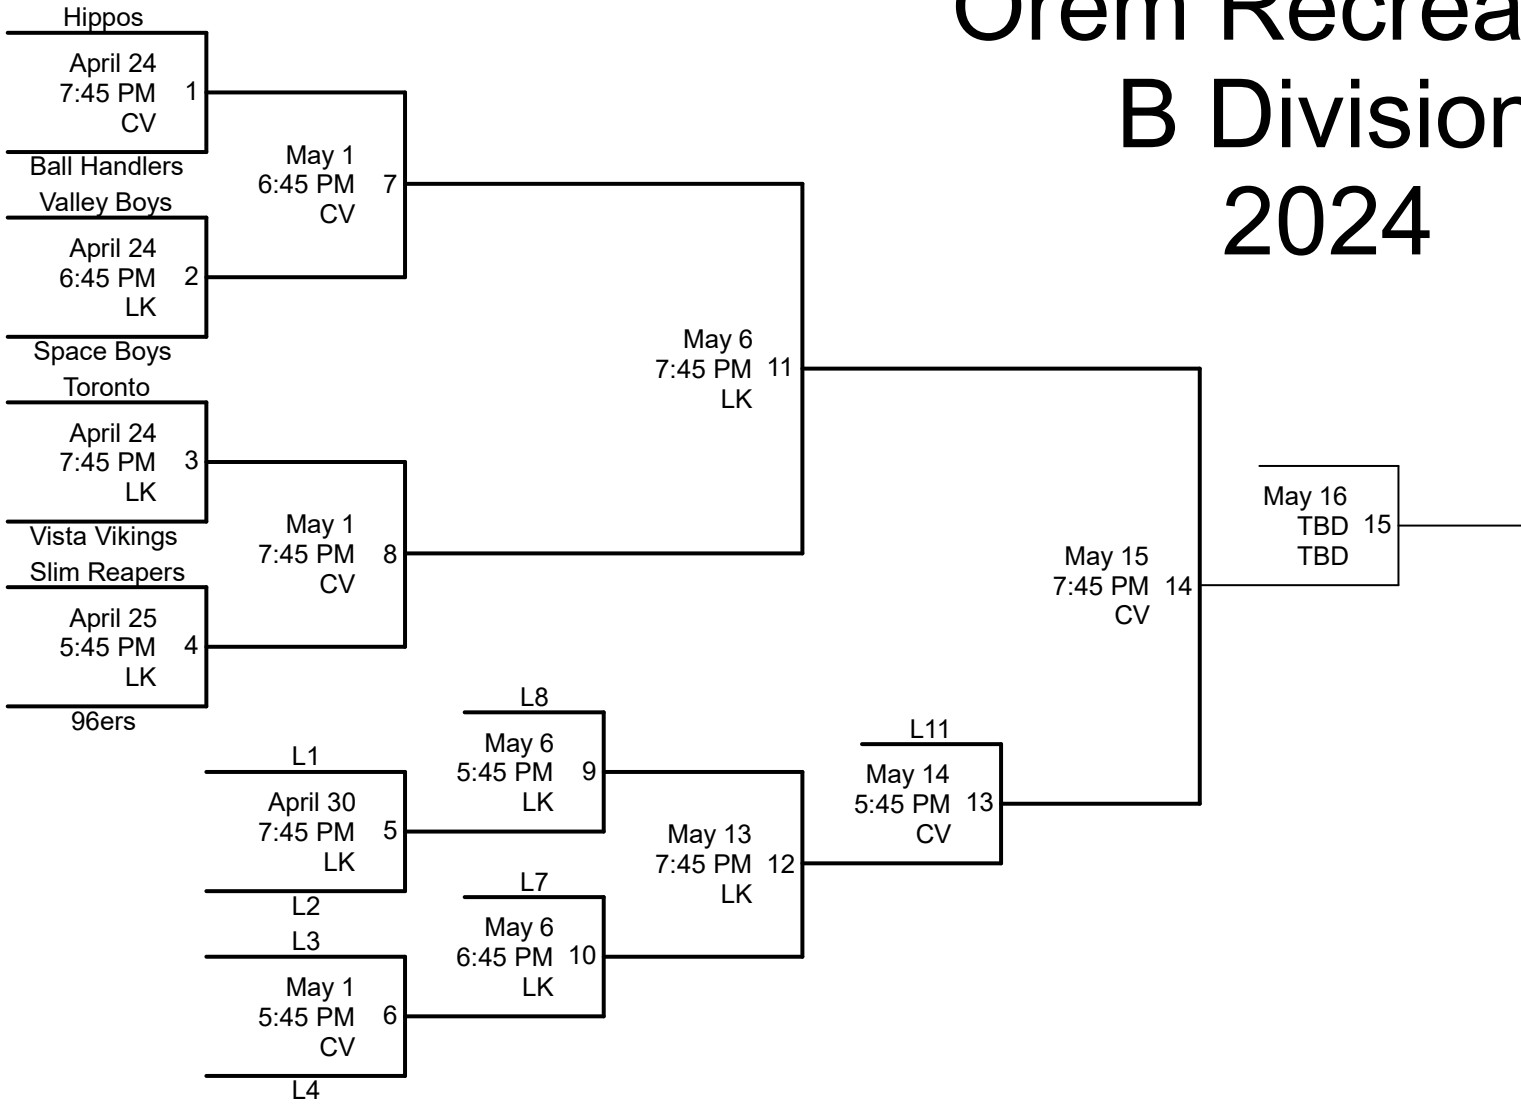 Orem Recrea
B Division
2024
Hippos
April 24
7:45 PM
CV
1
Ball Handlers
Valley Boys
April 24
6:45 PM
LK
2
Space Boys
Toronto
April 24
7:45 PM
LK
3
Vista Vikings
Slim Reapers
April 25
5:45 PM
LK
4
96ers
May 1
6:45 PM
CV
7
May 1
7:45 PM
CV
8
L1
April 30
7:45 PM
LK
5
L2
L3
May 1
5:45 PM
CV
6
L4
L8
May 6
5:45 PM
LK
9
L7
May 6
6:45 PM
LK
10
May 6
7:45 PM
LK
11
May 13
7:45 PM
LK
12
L11
May 14
5:45 PM
CV
13
May 15
7:45 PM
CV
14
May 16
TBD
TBD
15